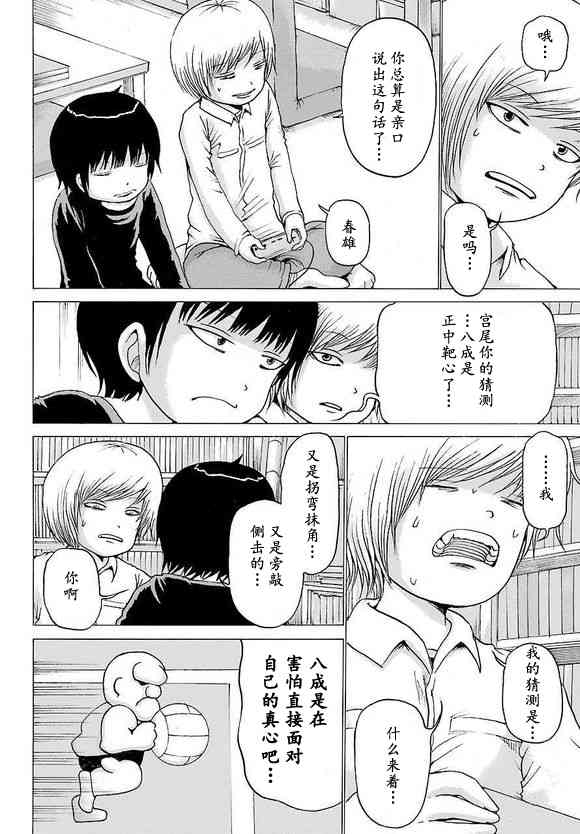 哦
…
是吗
…
你总算是亲口
说出这句话了…
春雄
宫尾你的猜测
…八成是
正中靶心了…
……我
我的猜测是…
什么来着
…
又是拐弯抹角…
又是旁敲
侧击的…
你啊
八成是在
害怕直接面对
自己的真心吧…